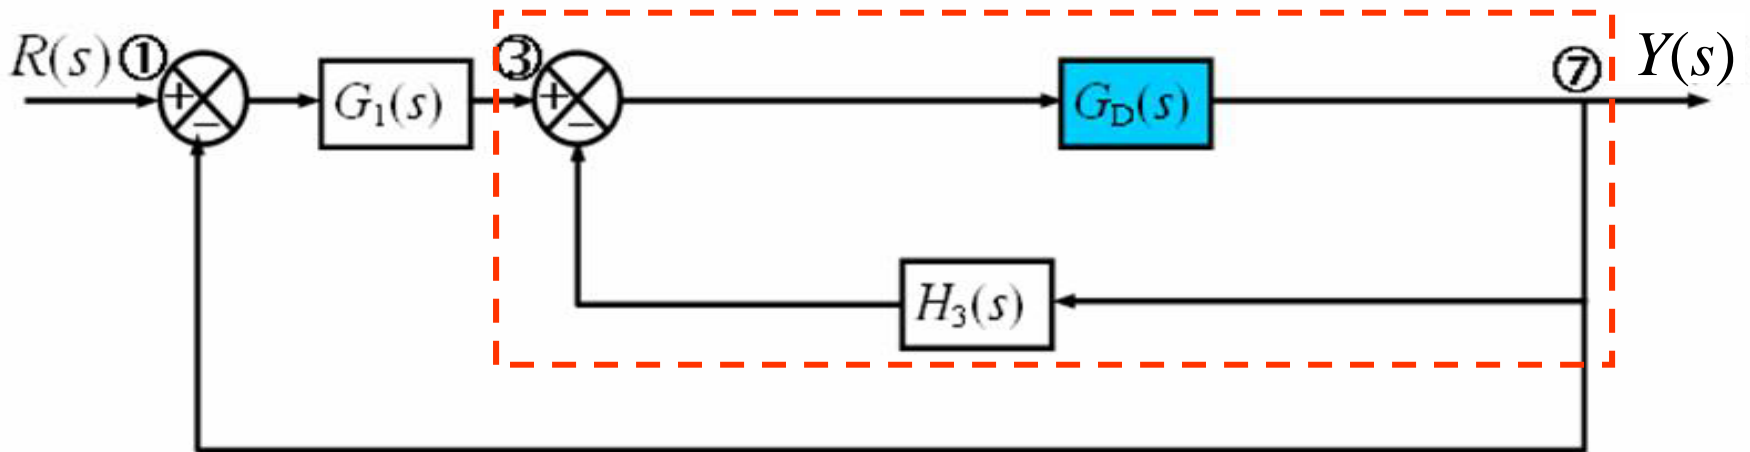 R(s) ① + − G₁(s) ③ + − G_D(s) ⑦ Y(s)
H₃(s)